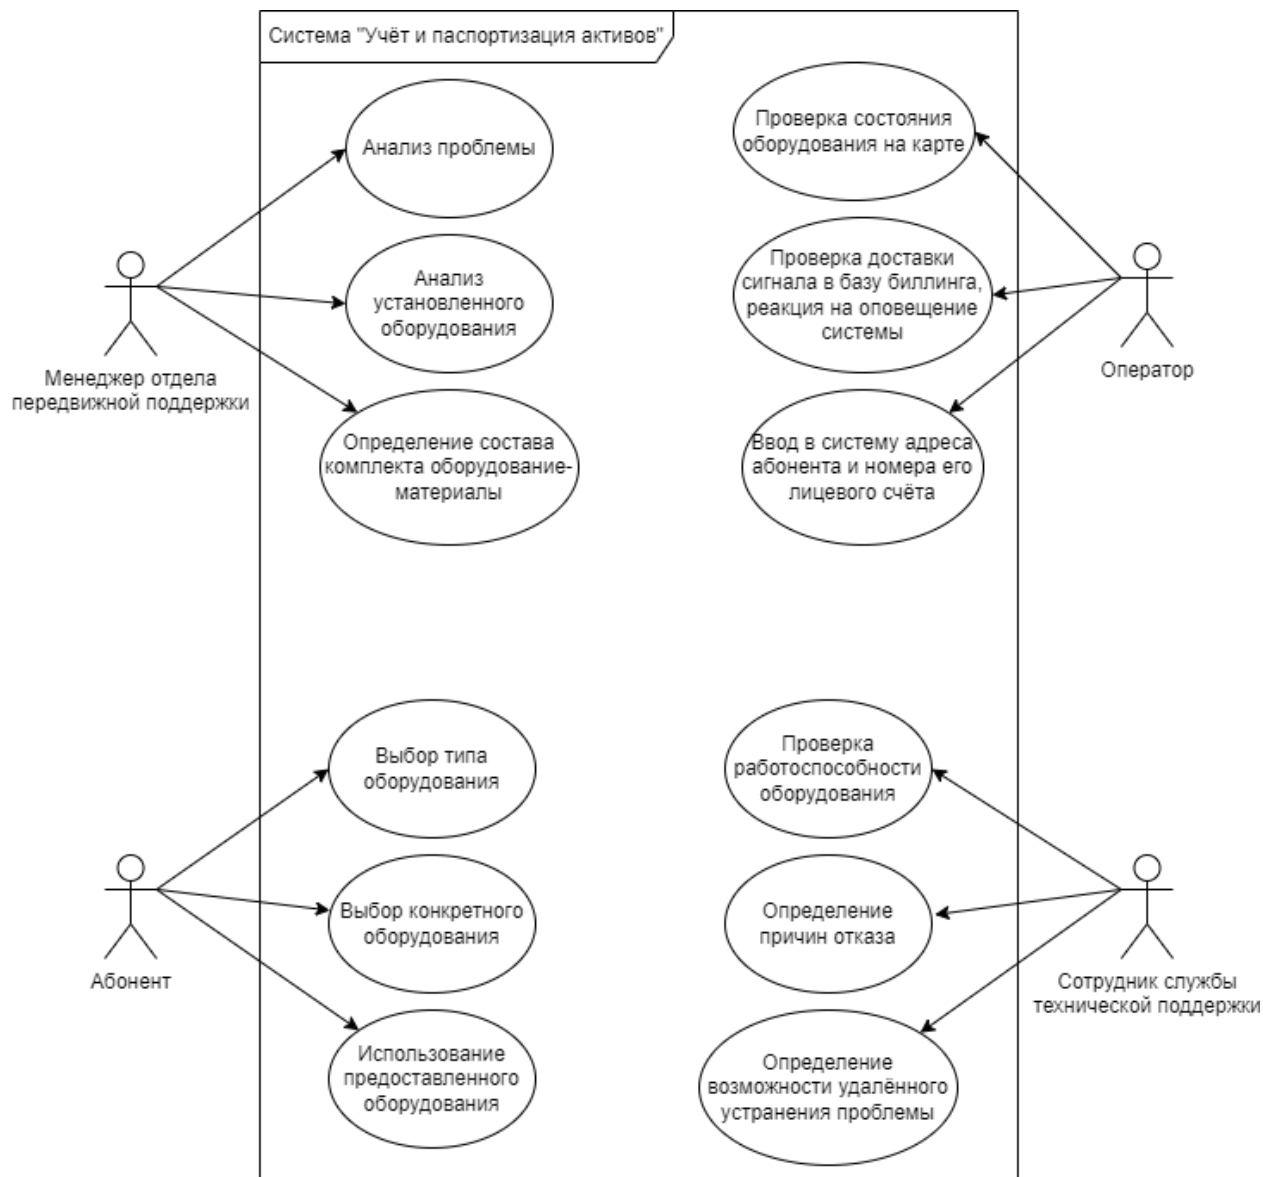 Система "Учёт и паспортизация активов"
Анализ проблемы
Анализ
установленного
оборудования
Определение состава
комплекта оборудование-
материалы
Менеджер отдела
передвижной поддержки
Проверка состояния
оборудования на карте
Проверка доставки
сигнала в базу биллинга,
реакция на оповещение
системы
Ввод в систему адреса
абонента и номера его
лицевого счёта
Оператор
Выбор типа
оборудования
Выбор конкретного
оборудования
Использование
предоставленного
оборудования
Абонент
Проверка
работоспособности
оборудования
Определение
причин отказа
Определение
возможности удалённого
устранения проблемы
Сотрудник службы
технической поддержки